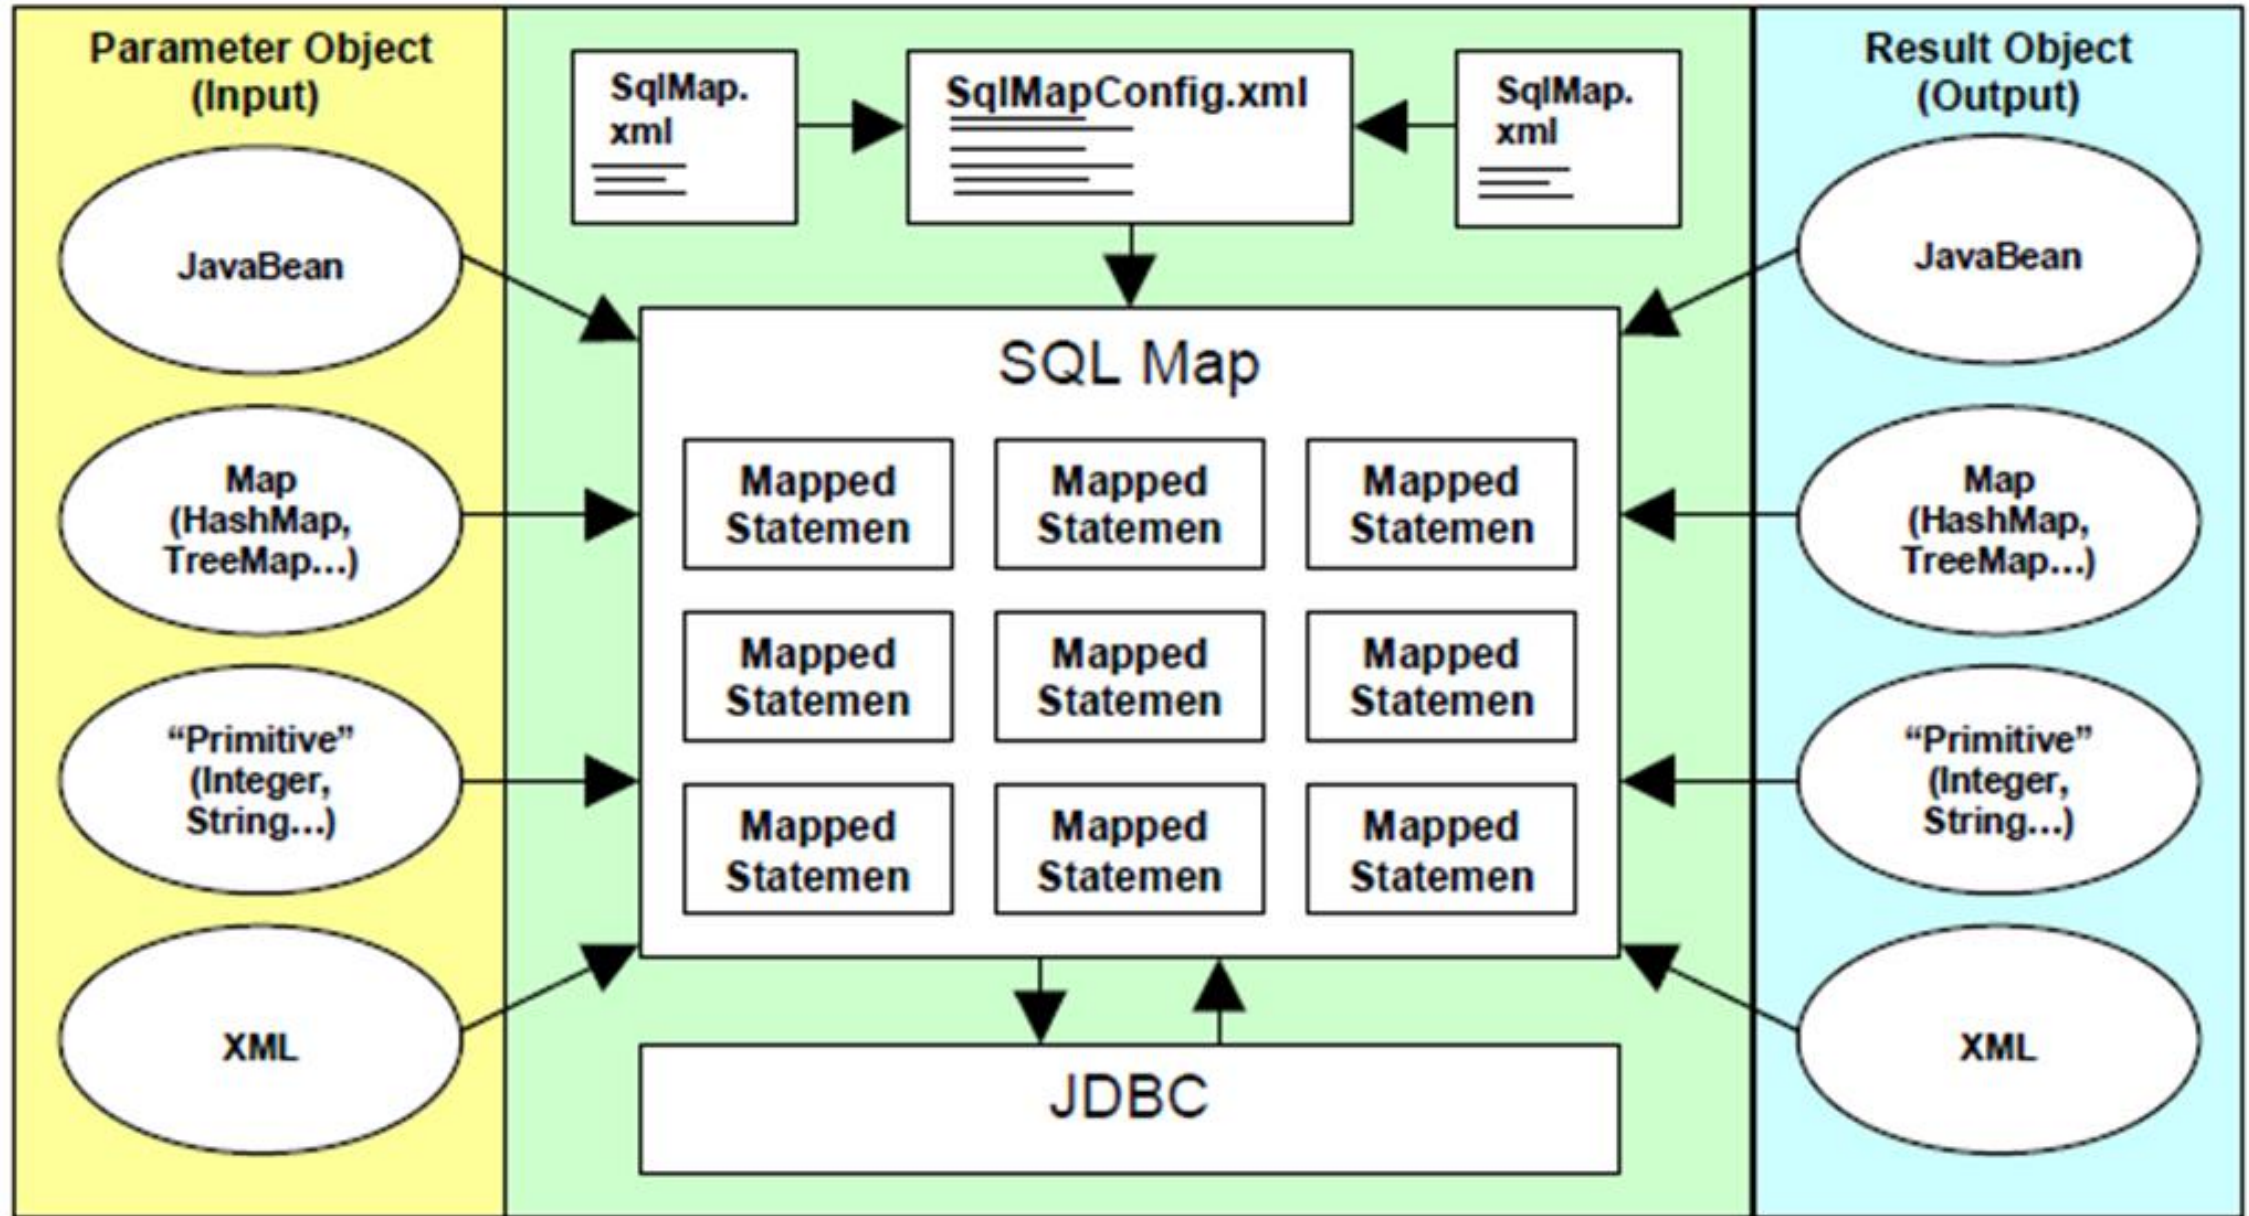 Parameter Object
(Input)
JavaBean
Map
(HashMap,
TreeMap...)
“Primitive”
(Integer,
String...)
XML
SqlMap.
xml
SqlMapConfig.xml
SqlMap.
xml
SQL Map
Mapped
Statemen
Mapped
Statemen
Mapped
Statemen
Mapped
Statemen
Mapped
Statemen
Mapped
Statemen
Mapped
Statemen
Mapped
Statemen
Mapped
Statemen
JDBC
Result Object
(Output)
JavaBean
Map
(HashMap,
TreeMap...)
“Primitive”
(Integer,
String...)
XML